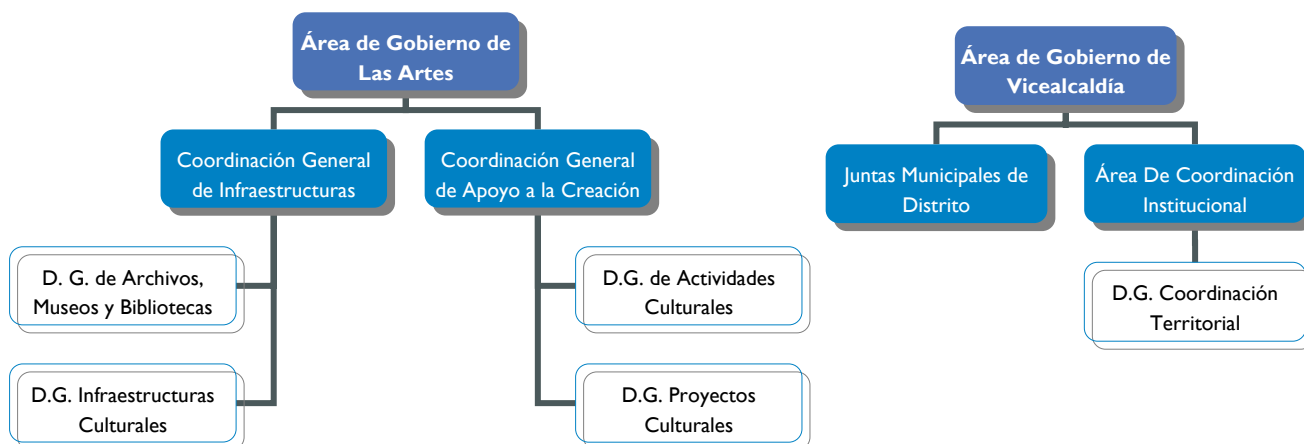 Área de Gobierno de
Las Artes
Coordinación General
de Infraestructuras
Coordinación General
de Apoyo a la Creación
D. G. de Archivos,
Museos y Bibliotecas
D.G. de Actividades
Culturales
D.G. Infraestructuras
Culturales
D.G. Proyectos
Culturales
Área de Gobierno de
Vicealcaldía
Juntas Municipales de
Distrito
Área De Coordinación
Institucional
D.G. Coordinación
Territorial